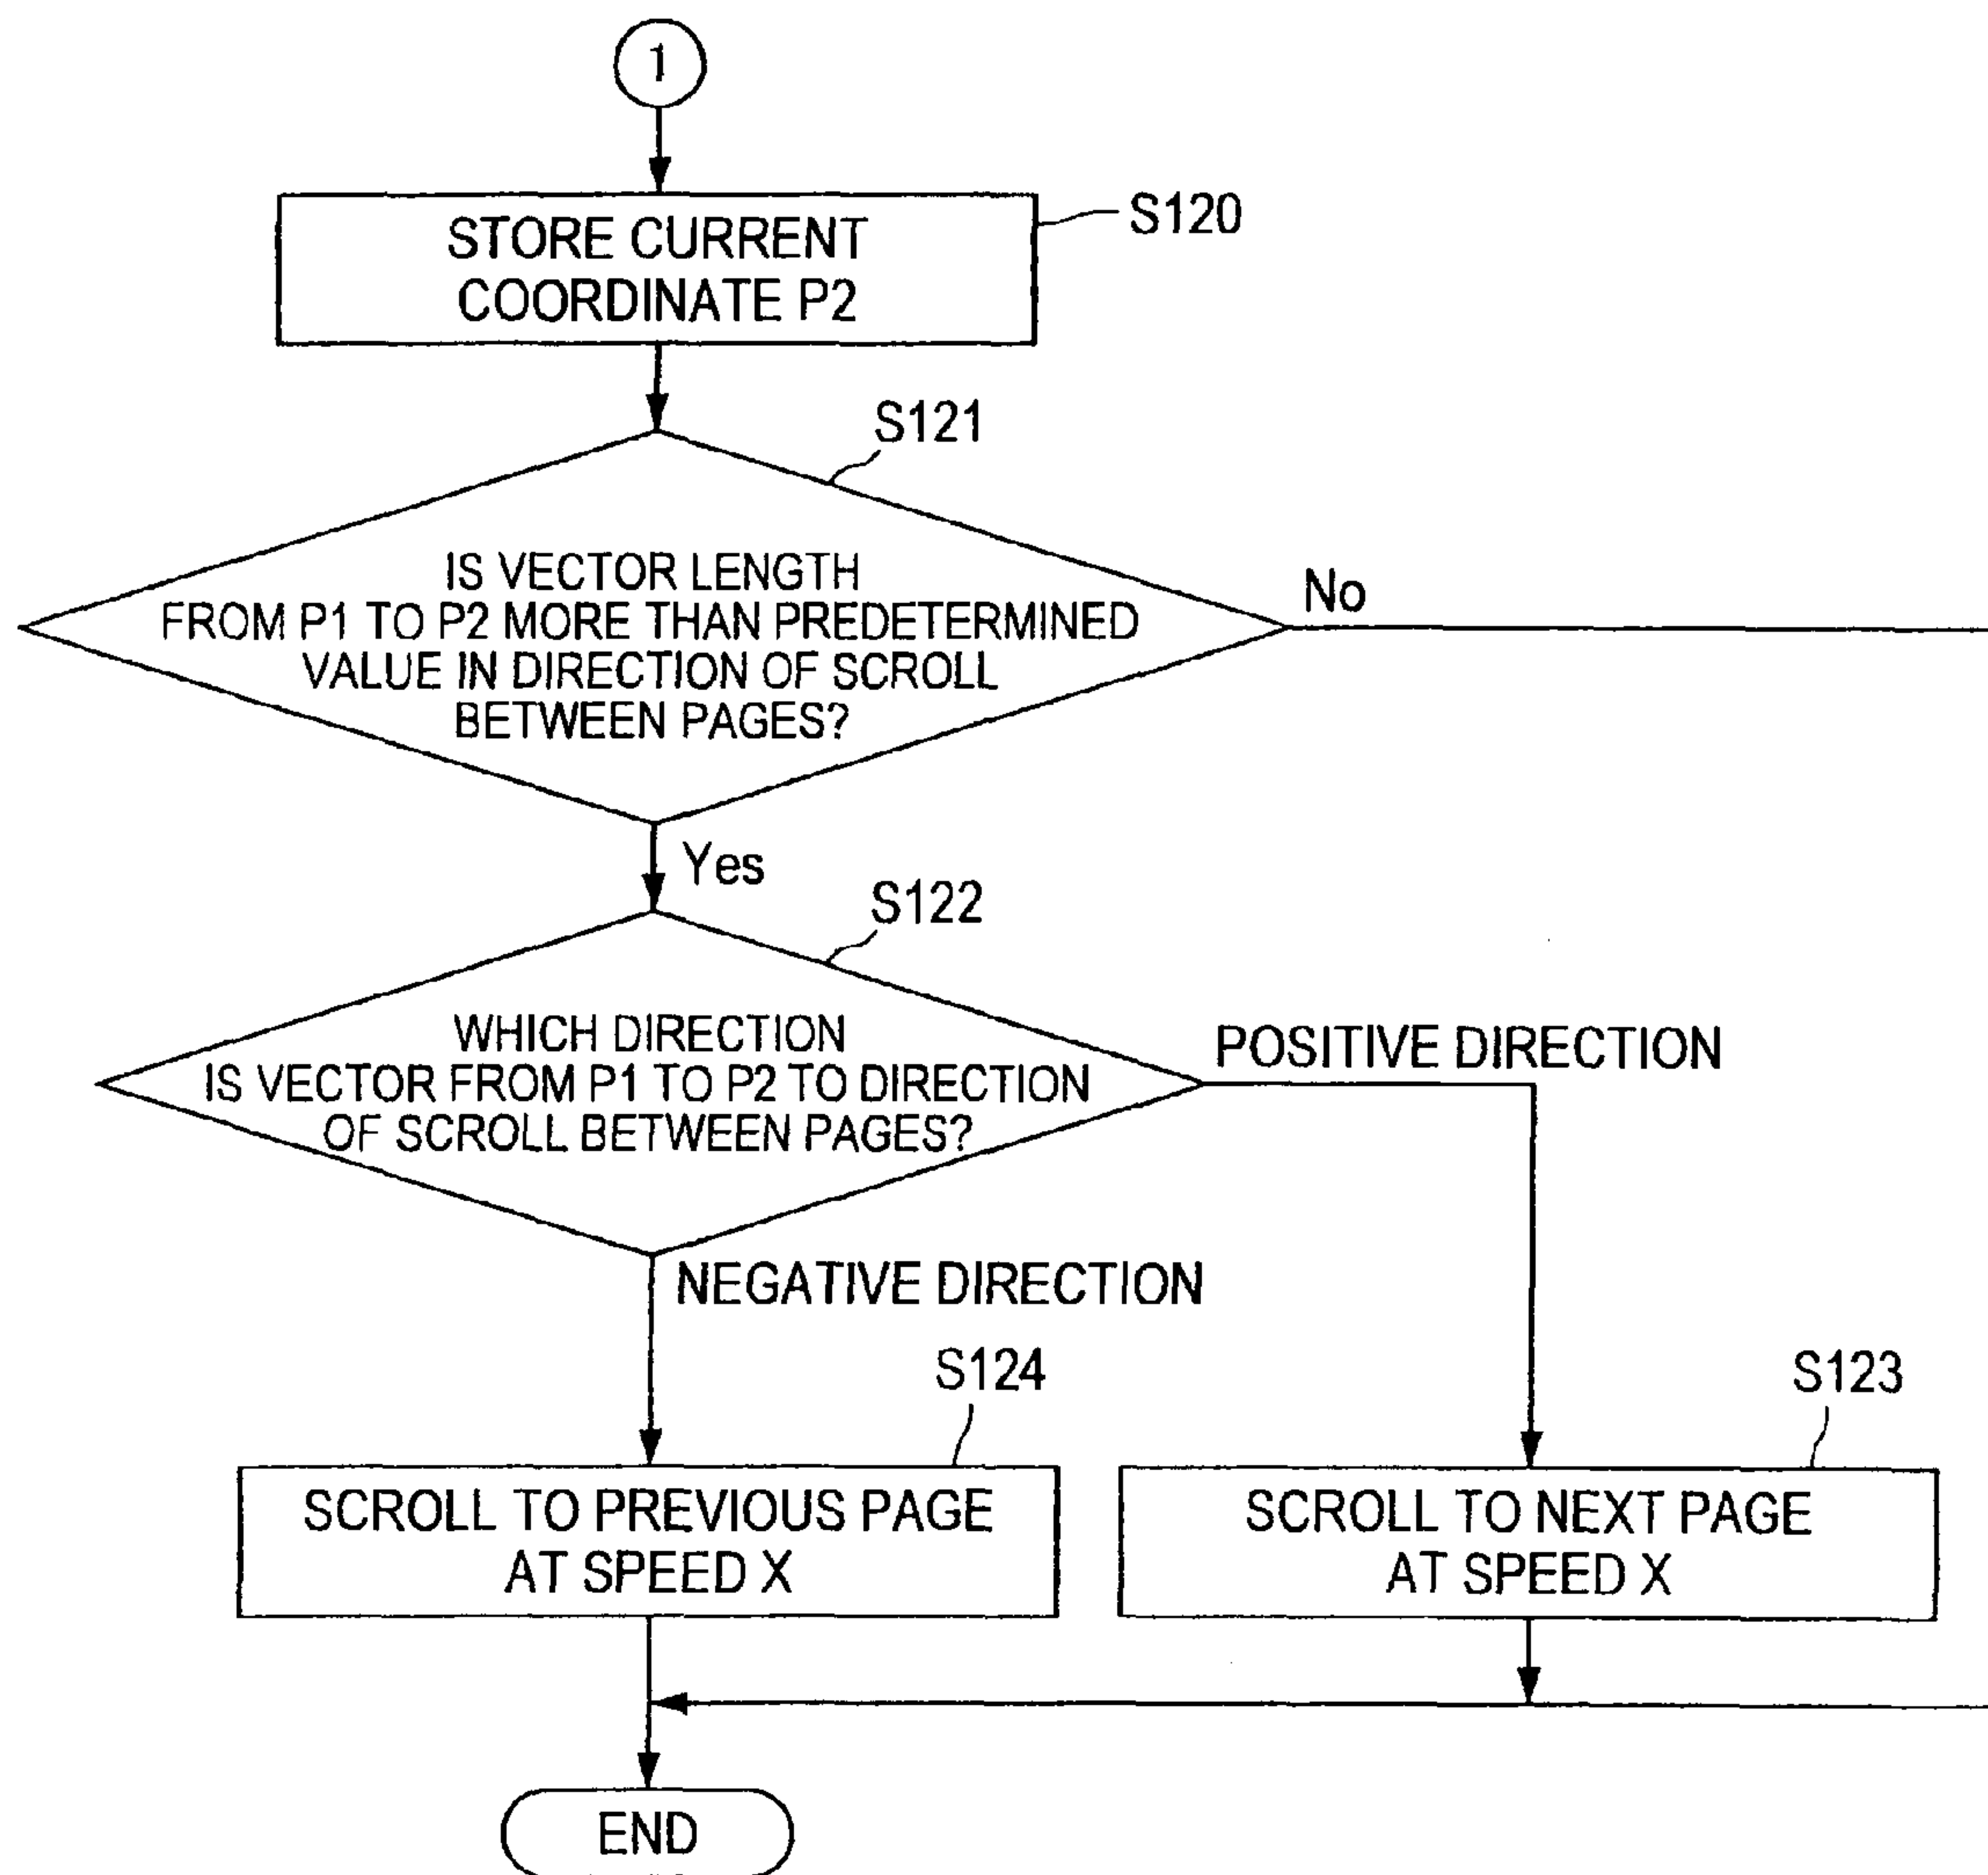 1
STORE CURRENT
COORDINATE P2
S120
S121
IS VECTOR LENGTH
FROM P1 TO P2 MORE THAN PREDETERMINED
VALUE IN DIRECTION OF SCROLL
BETWEEN PAGES?
No
Yes
S122
WHICH DIRECTION
IS VECTOR FROM P1 TO P2 TO DIRECTION
OF SCROLL BETWEEN PAGES?
POSITIVE DIRECTION
NEGATIVE DIRECTION
S124
S123
SCROLL TO PREVIOUS PAGE
AT SPEED X
SCROLL TO NEXT PAGE
AT SPEED X
END